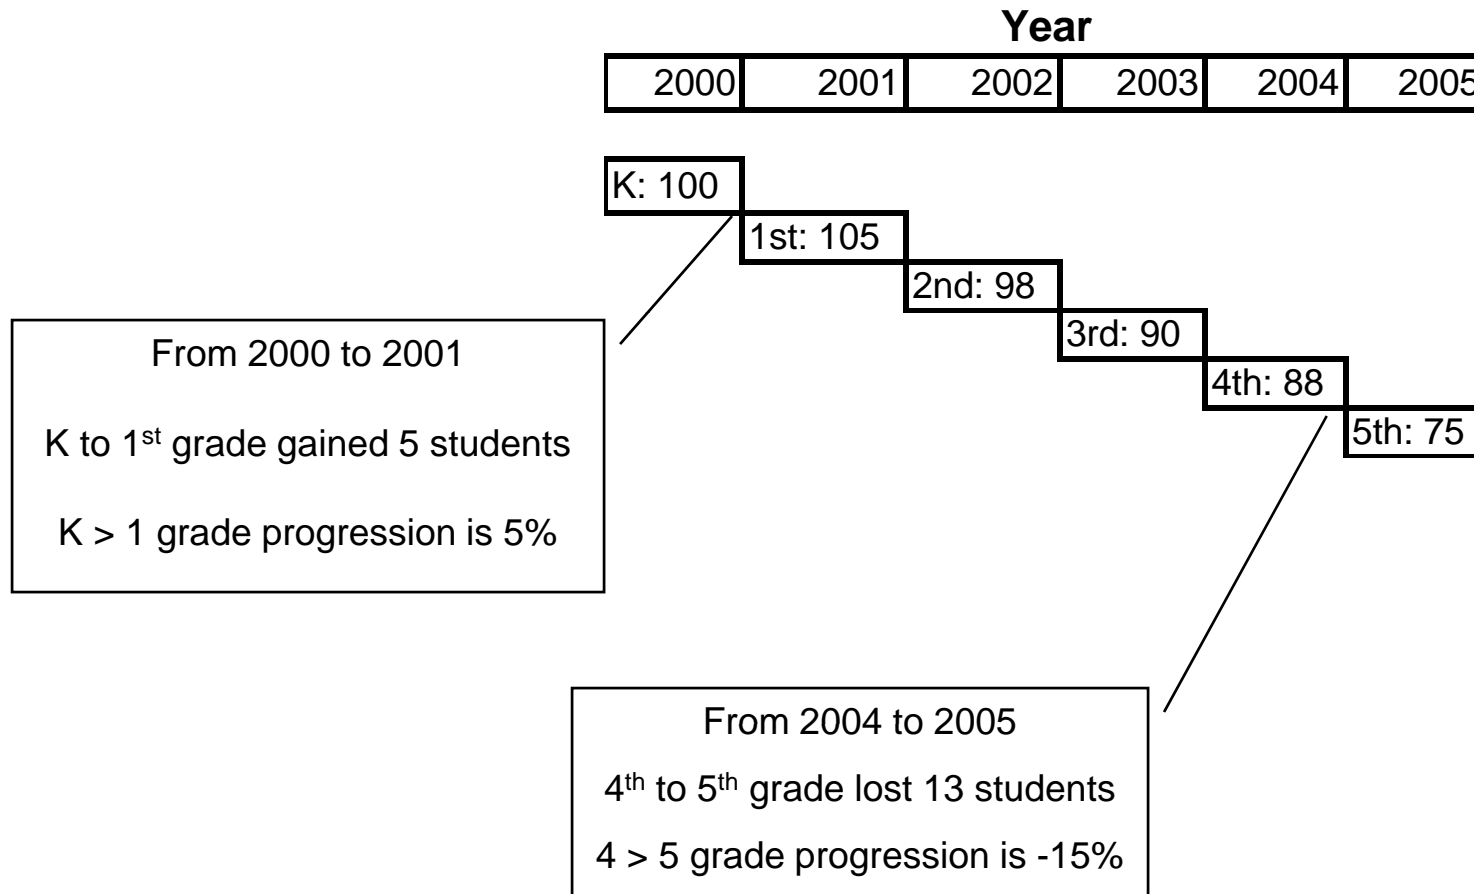 Year
2000 2001 2002 2003 2004 2005
K: 100
1st: 105
2nd: 98
3rd: 90
4th: 88
5th: 75
From 2000 to 2001
K to 1st grade gained 5 students
K > 1 grade progression is 5%
From 2004 to 2005
4th to 5th grade lost 13 students
4 > 5 grade progression is -15%